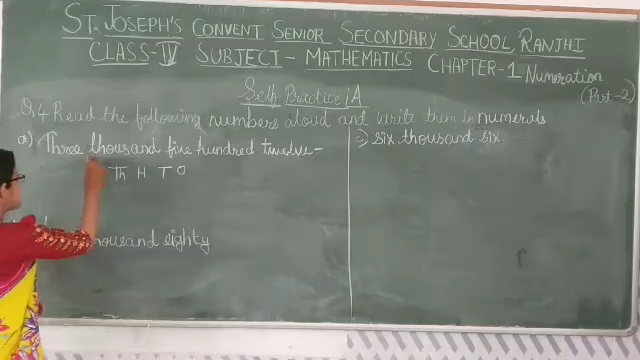 ST. JOSEPH'S CONVENT SENIOR SECONDARY SCHOOL, RANJHI
CLASS-IV SUBJECT - MATHEMATICS CHAPTER-1 NUMERATION
(Part-2)
Self Practice 1A
Q4 Read the following numbers aloud and write them in numerals
a) Three thousand five hundred twelve-
Th H T O
thousand eighty
c) six thousand six.